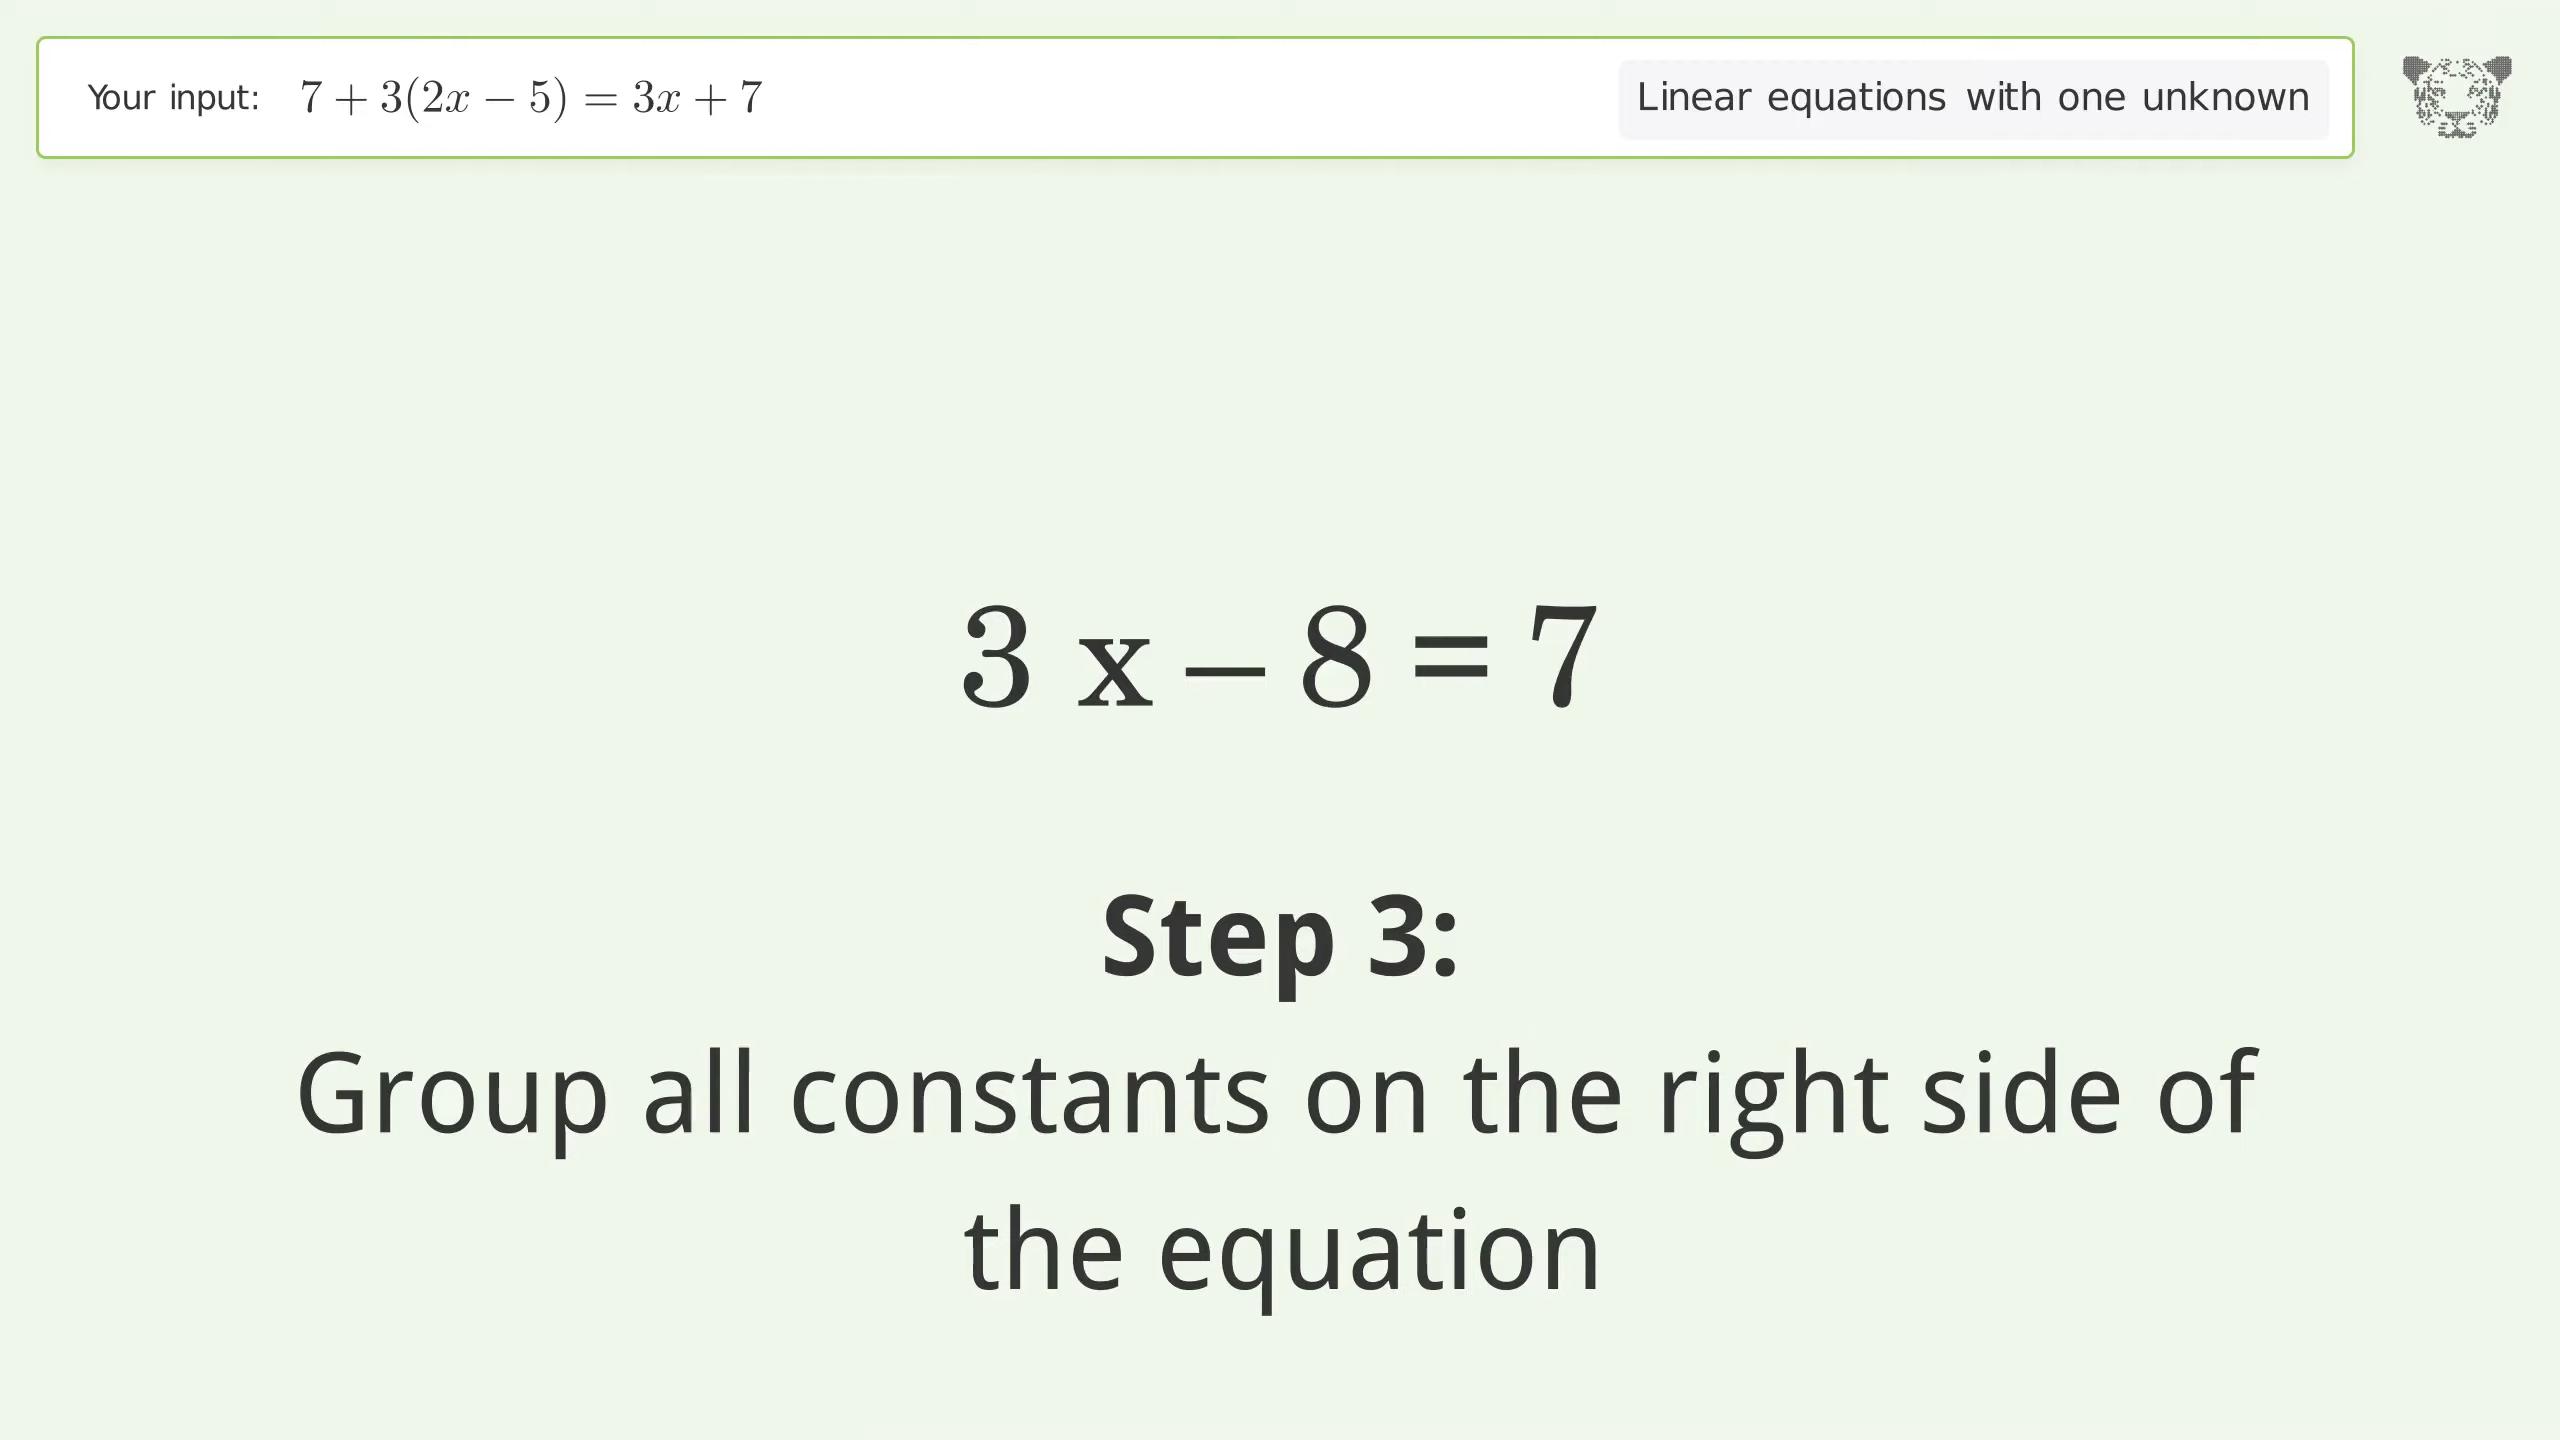 Your input: 7 + 3(2x − 5) = 3x + 7
Linear equations with one unknown
3 x – 8 = 7
Step 3:
Group all constants on the right side of
the equation